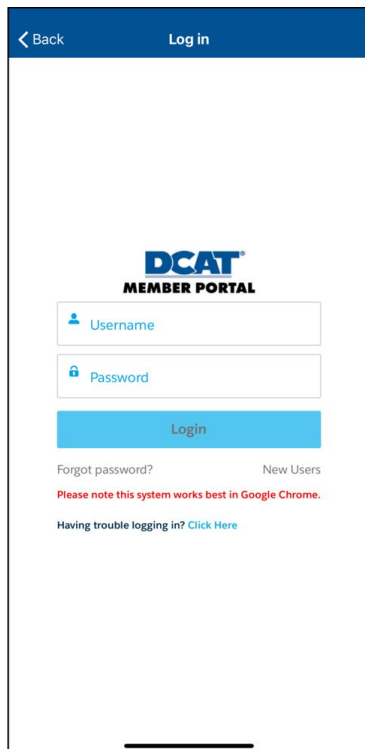 Back
Log in
DCAT®
MEMBER PORTAL
Username
Password
Login
Forgot password?
New Users
Please note this system works best in Google Chrome.
Having trouble logging in? Click Here